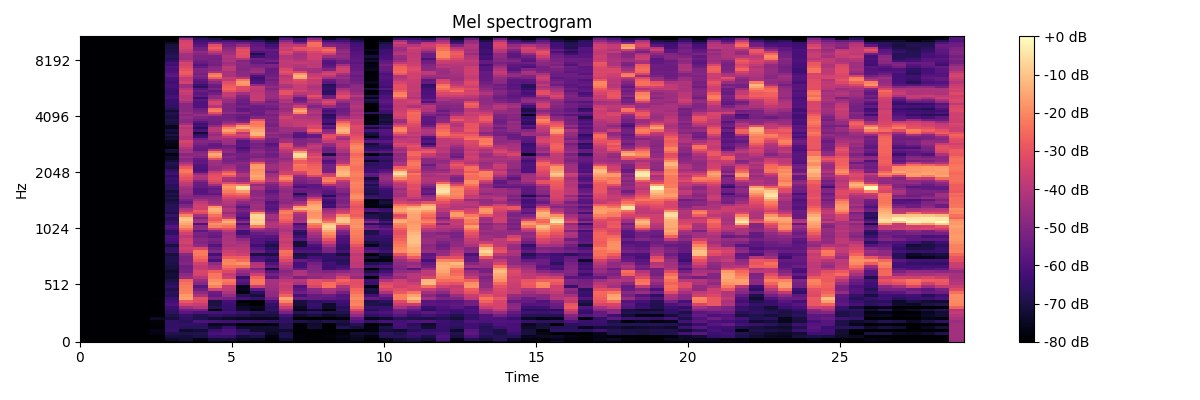 Mel spectrogram
8192
4096
2048
1024
512
0
Hz
0 5 10 15 20 25
Time
+0 dB
-10 dB
-20 dB
-30 dB
-40 dB
-50 dB
-60 dB
-70 dB
-80 dB